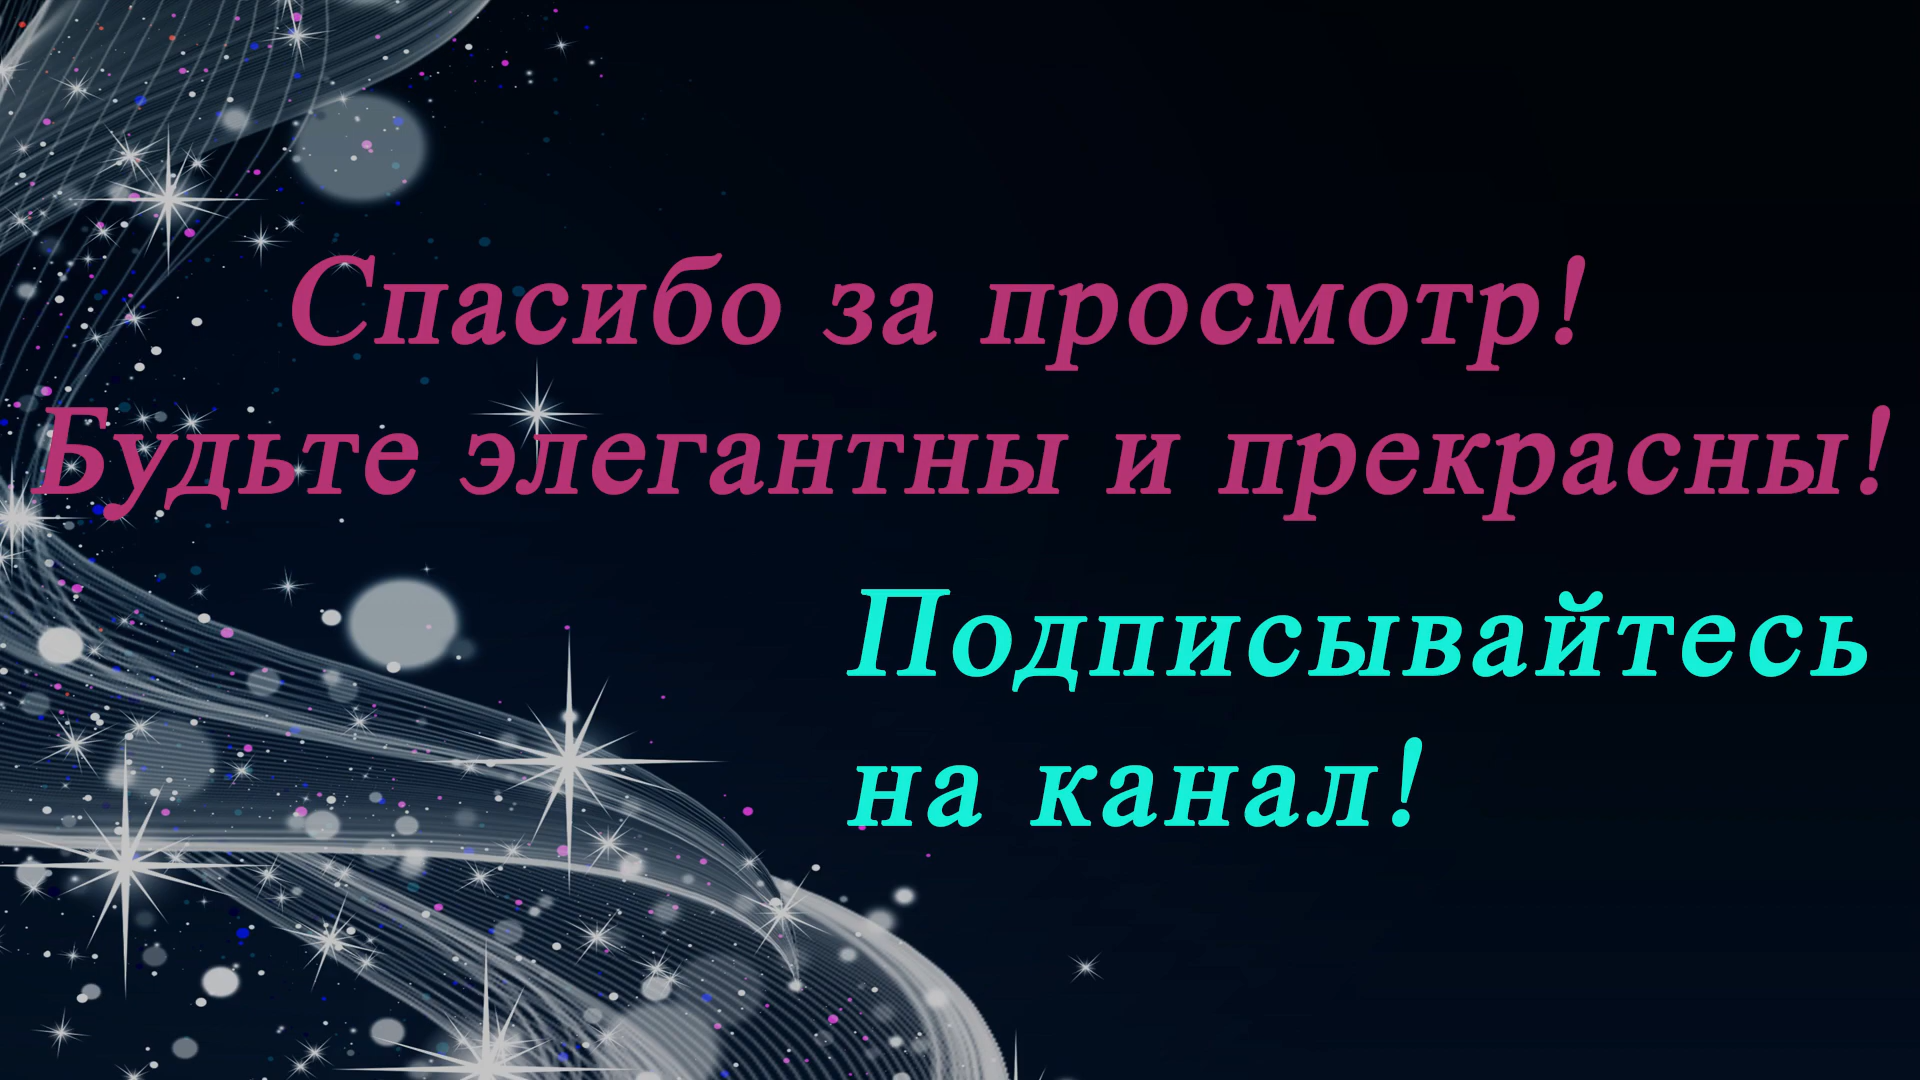 Спасибо за просмотр!
Будьте элегантны и прекрасны!
Подписывайтесь
на канал!